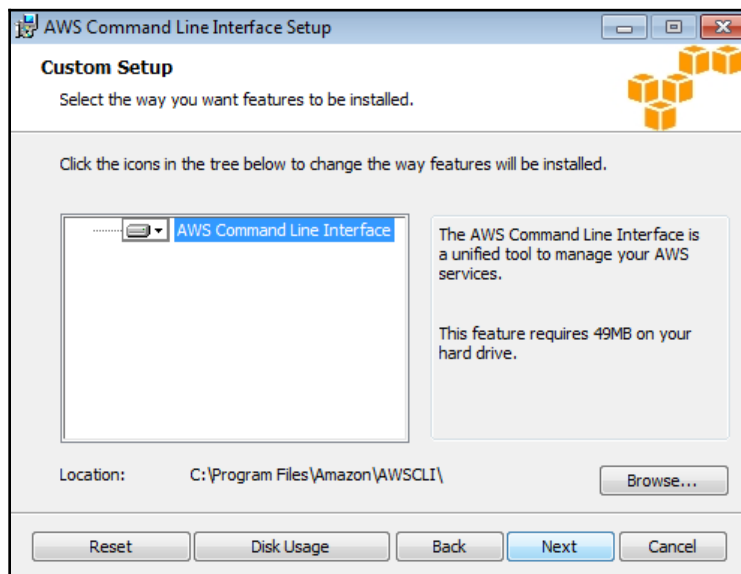 AWS Command Line Interface Setup
Custom Setup
Select the way you want features to be installed.
Click the icons in the tree below to change the way features will be installed.
AWS Command Line Interface
The AWS Command Line Interface is
a unified tool to manage your AWS
services.
This feature requires 49MB on your
hard drive.
Location: C:\Program Files\Amazon\AWSCLI\
Browse...
Reset Disk Usage Back Next Cancel